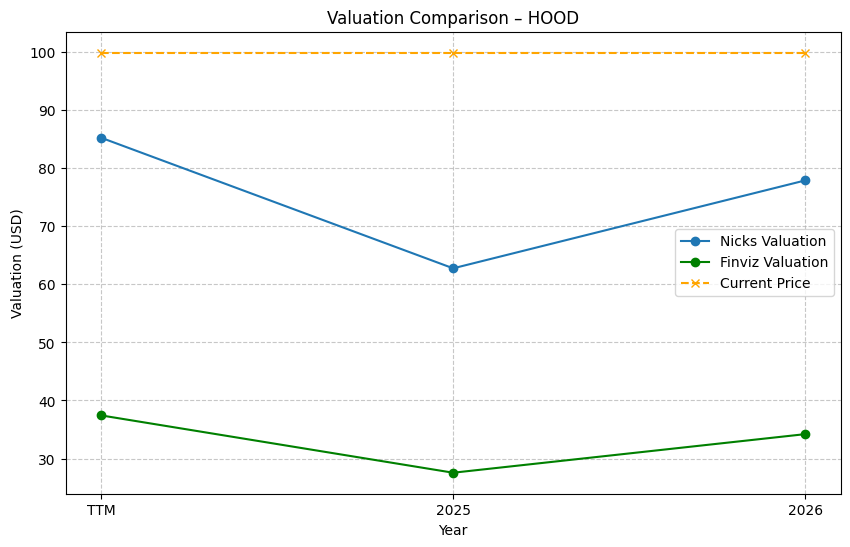 Valuation Comparison – HOOD
Valuation (USD)
100
90
80
70
60
50
40
30
Nicks Valuation
Finviz Valuation
Current Price
TTM
2025
2026
Year